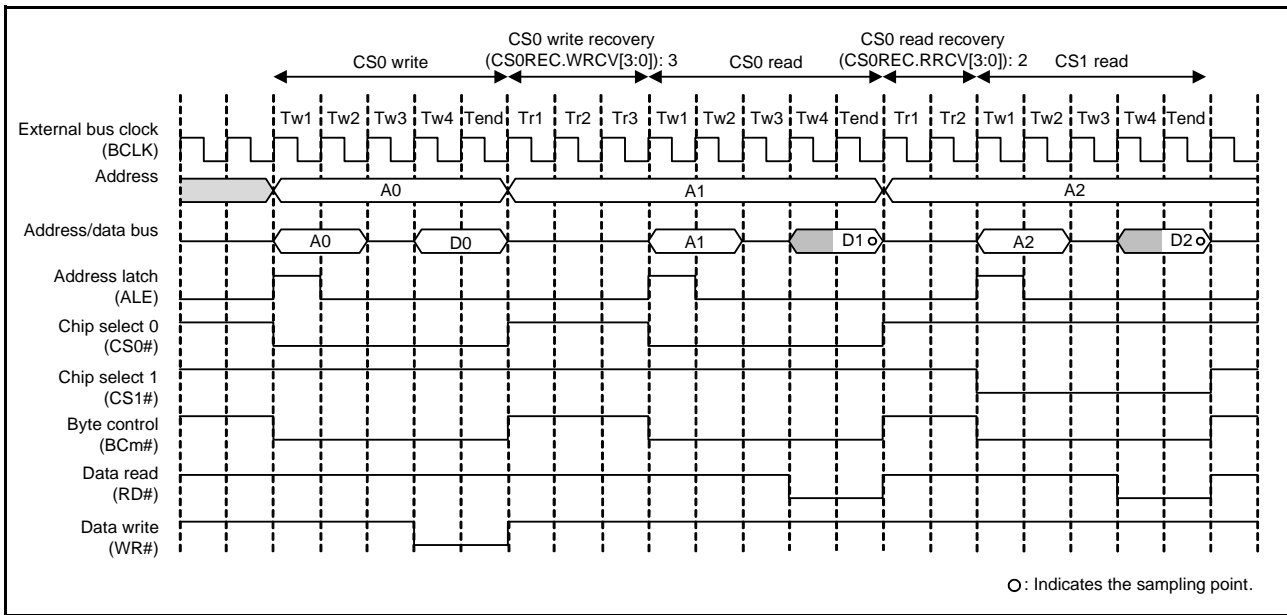 CS0 write
CS0 write recovery
(CS0REC.WRCV[3:0]): 3
CS0 read
CS0 read recovery
(CS0REC.RRCV[3:0]): 2
CS1 read
Tw1 Tw2 Tw3 Tw4 Tend Tr1 Tr2 Tr3 Tw1 Tw2 Tw3 Tw4 Tend Tr1 Tr2 Tw1 Tw2 Tw3 Tw4 Tend
External bus clock
(BCLK)
Address
A0 A1 A2
Address/data bus
A0 D0 A1 D1 A2 D2
Address latch
(ALE)
Chip select 0
(CS0#)
Chip select 1
(CS1#)
Byte control
(BCm#)
Data read
(RD#)
Data write
(WR#)
: Indicates the sampling point.